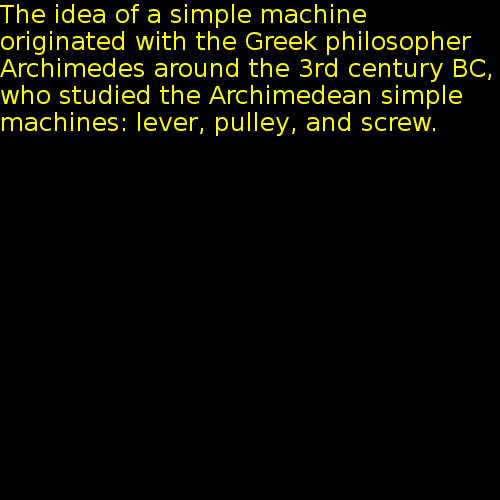 The idea of a simple machine
originated with the Greek philosopher
Archimedes around the 3rd century BC,
who studied the Archimedean simple
machines: lever, pulley, and screw.